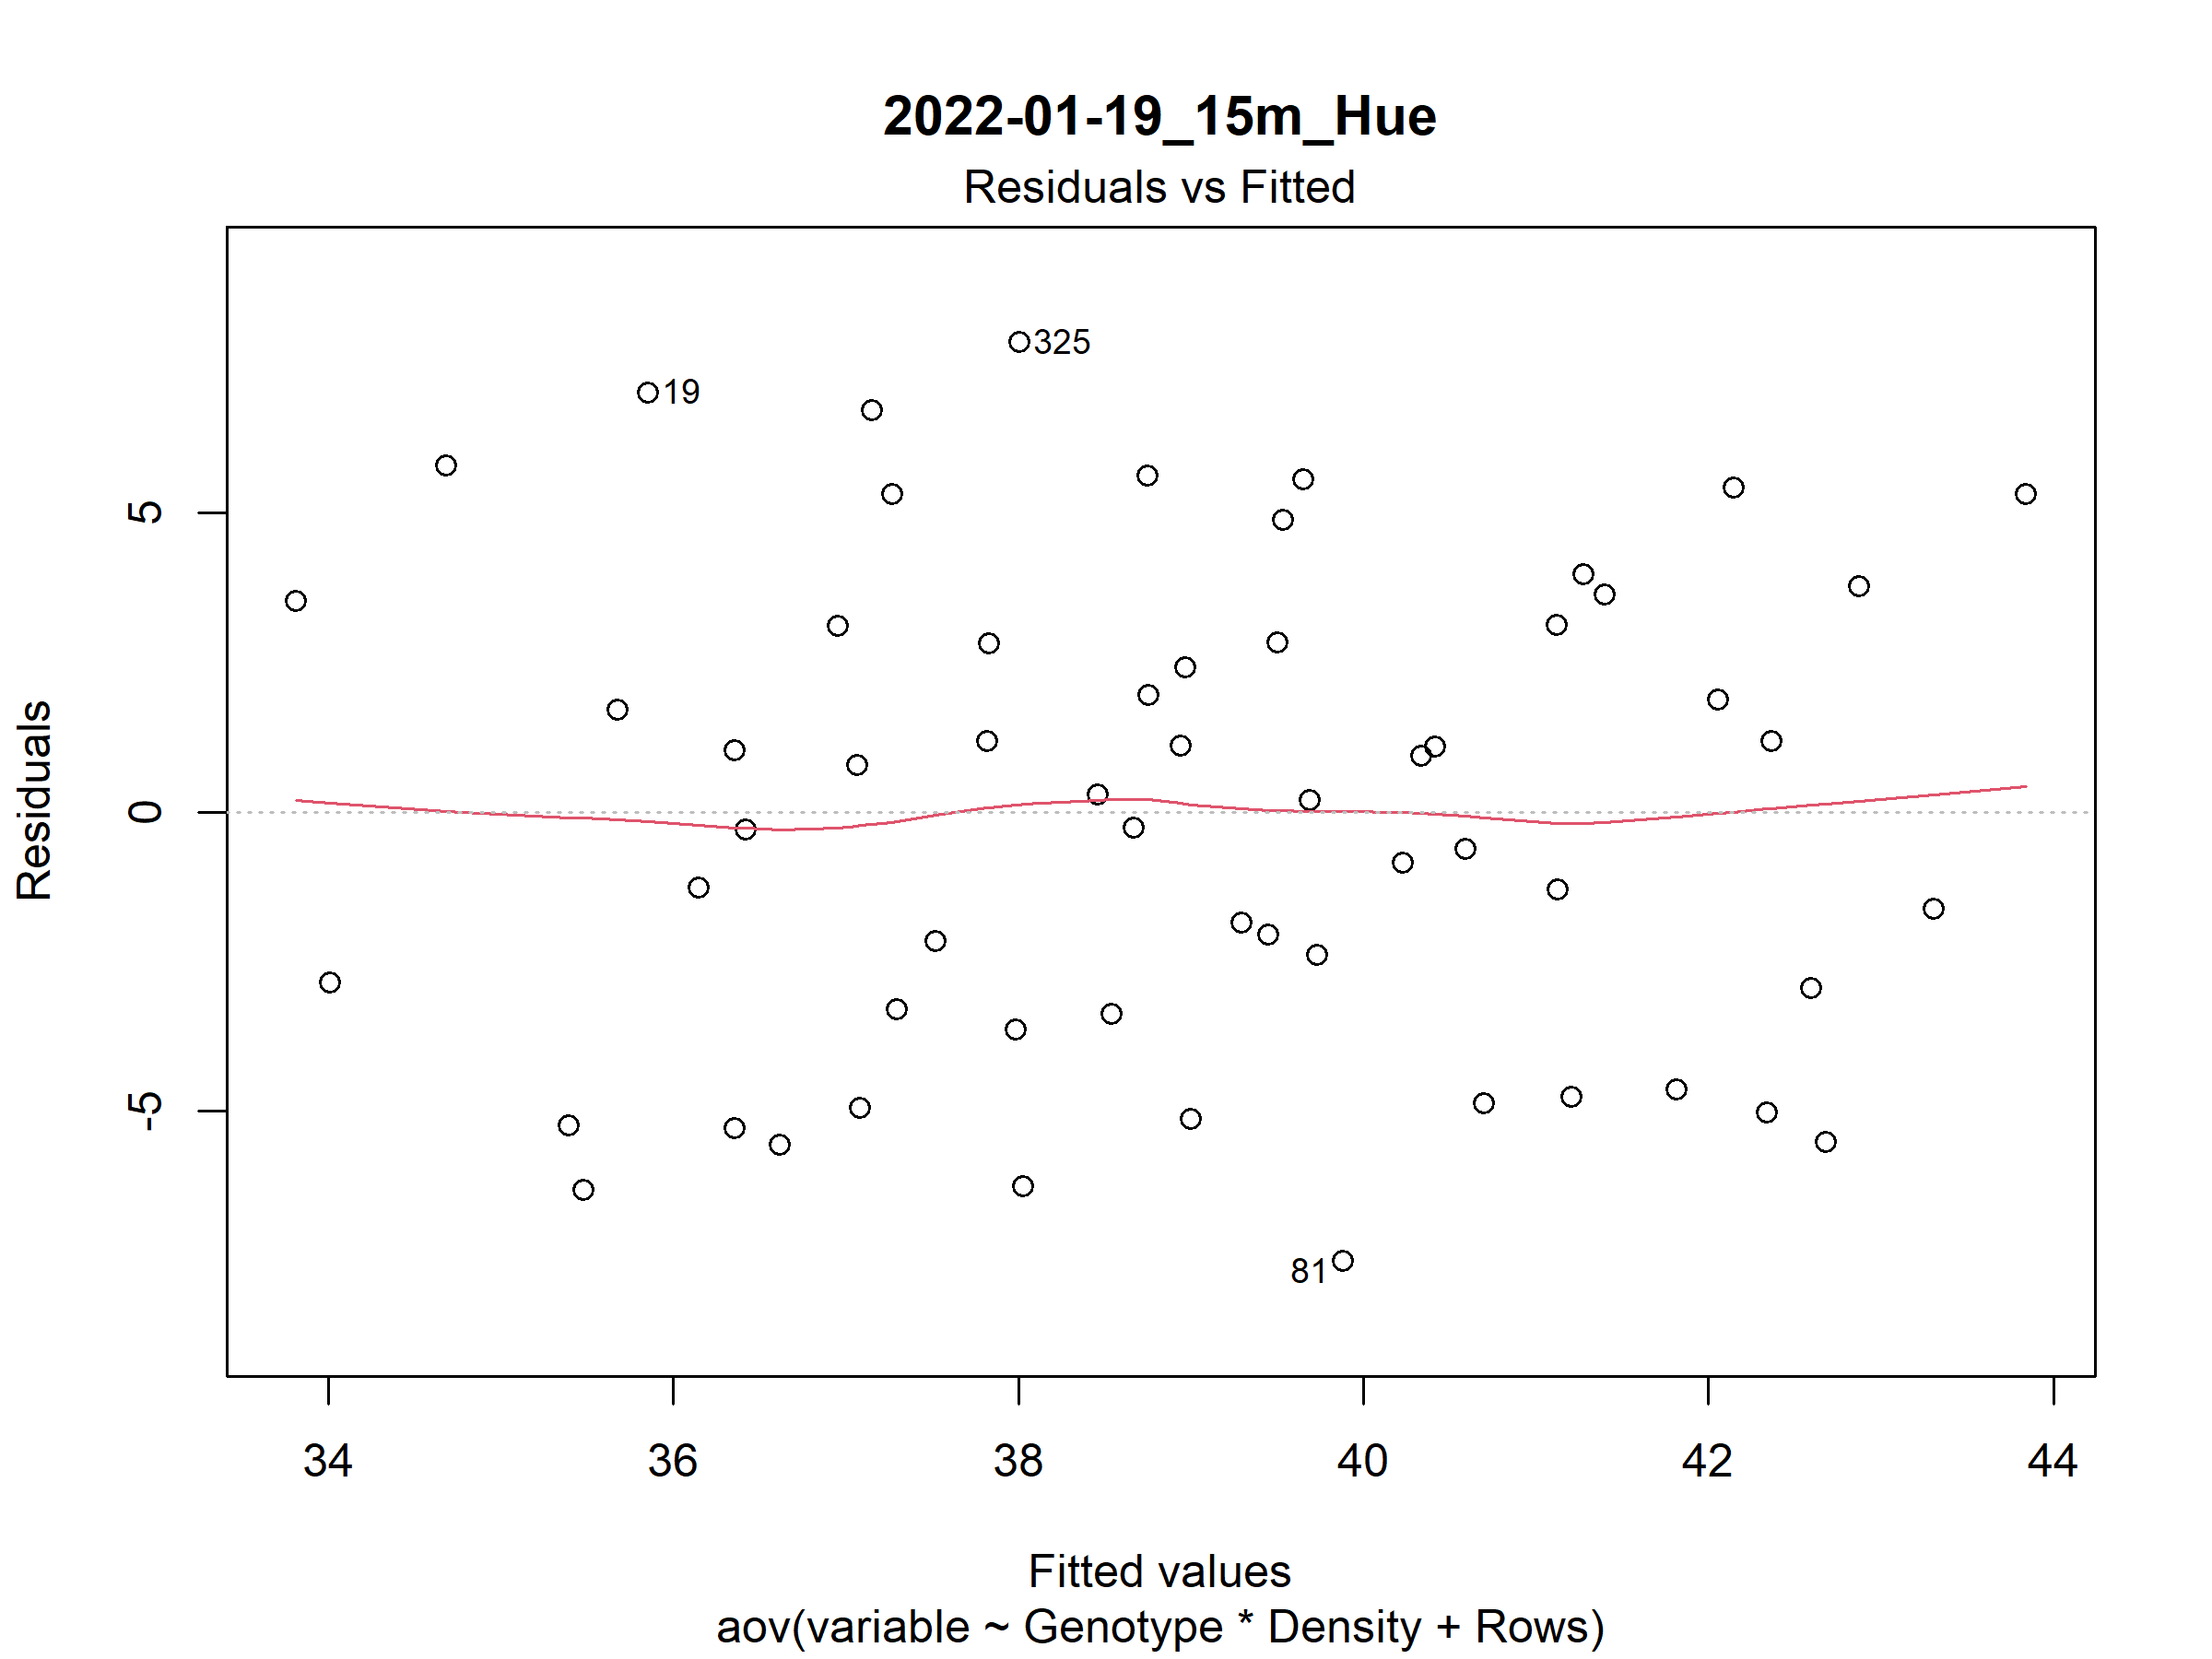 2022-01-19_15m_Hue
Residuals vs Fitted
325
19
5
0
-5
Residuals
81
34 36 38 40 42 44
Fitted values
aov(variable ~ Genotype * Density + Rows)